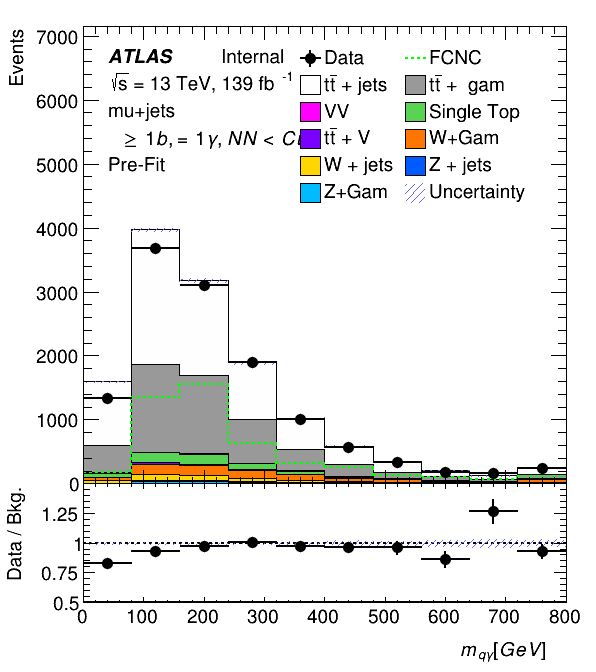 Events
7000
6000
5000
4000
3000
2000
1000
0
ATLAS Internal
√s = 13 TeV, 139 fb⁻¹
mu+jets
≥ 1b, = 1γ, NN <
Pre-Fit
Data FCNC
tt̄ + jets tt̄ + gam
VV Single Top
tt̄ + V W+Gam
W + jets Z + jets
Z+Gam Uncertainty
Data / Bkg.
1.25
1
0.75
0.5
0 100 200 300 400 500 600 700 800
m_qγ [GeV]